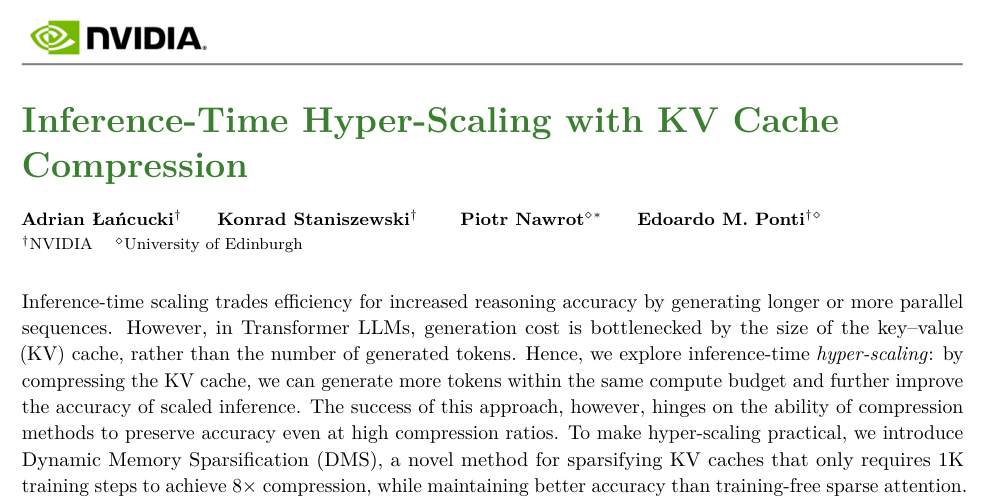 NVIDIA.
Inference-Time Hyper-Scaling with KV Cache
Compression
Adrian Łańcucki† Konrad Staniszewski† Piotr Nawrot⋄* Edoardo M. Ponti†⋄
†NVIDIA ⋄University of Edinburgh
Inference-time scaling trades efficiency for increased reasoning accuracy by generating longer or more parallel
sequences. However, in Transformer LLMs, generation cost is bottlenecked by the size of the key–value
(KV) cache, rather than the number of generated tokens. Hence, we explore inference-time hyper-scaling: by
compressing the KV cache, we can generate more tokens within the same compute budget and further improve
the accuracy of scaled inference. The success of this approach, however, hinges on the ability of compression
methods to preserve accuracy even at high compression ratios. To make hyper-scaling practical, we introduce
Dynamic Memory Sparsification (DMS), a novel method for sparsifying KV caches that only requires 1K
training steps to achieve 8× compression, while maintaining better accuracy than training-free sparse attention.